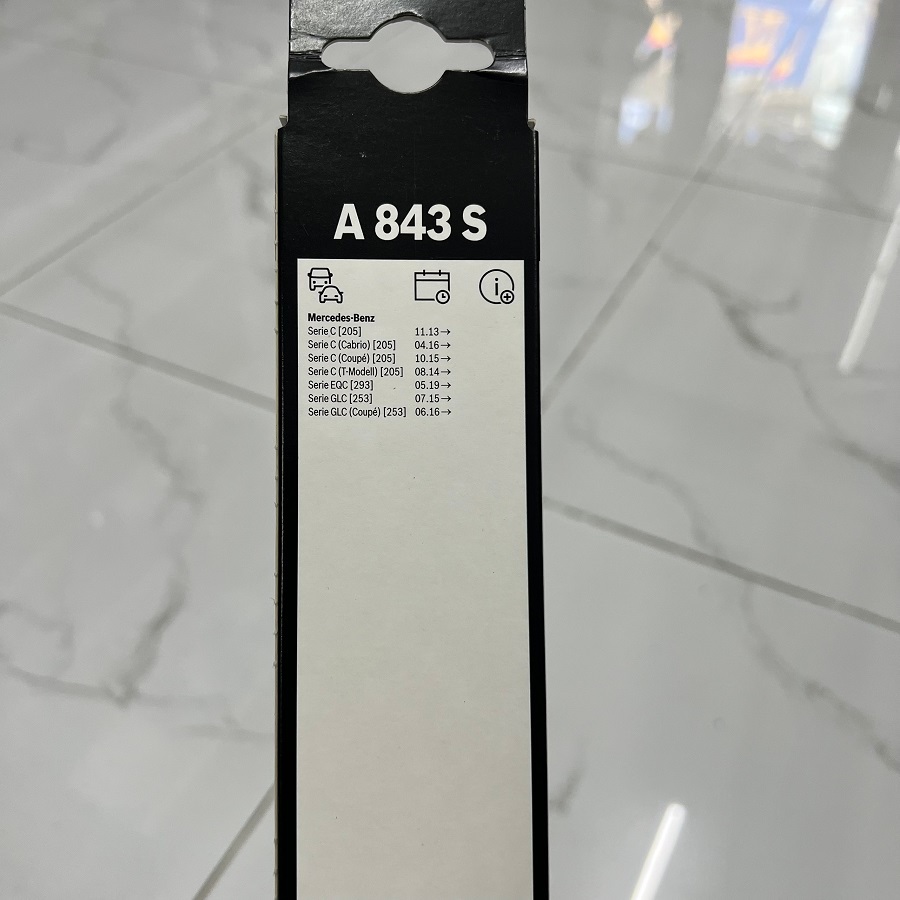 A 843 S
Mercedes-Benz
Serie C [205] 11.13→
Serie C (Cabrio) [205] 04.16→
Serie C (Coupé) [205] 10.15→
Serie C (T-Modell) [205] 08.14→
Serie EQC [293] 05.19→
Serie GLC [253] 07.15→
Serie GLC (Coupé) [253] 06.16→